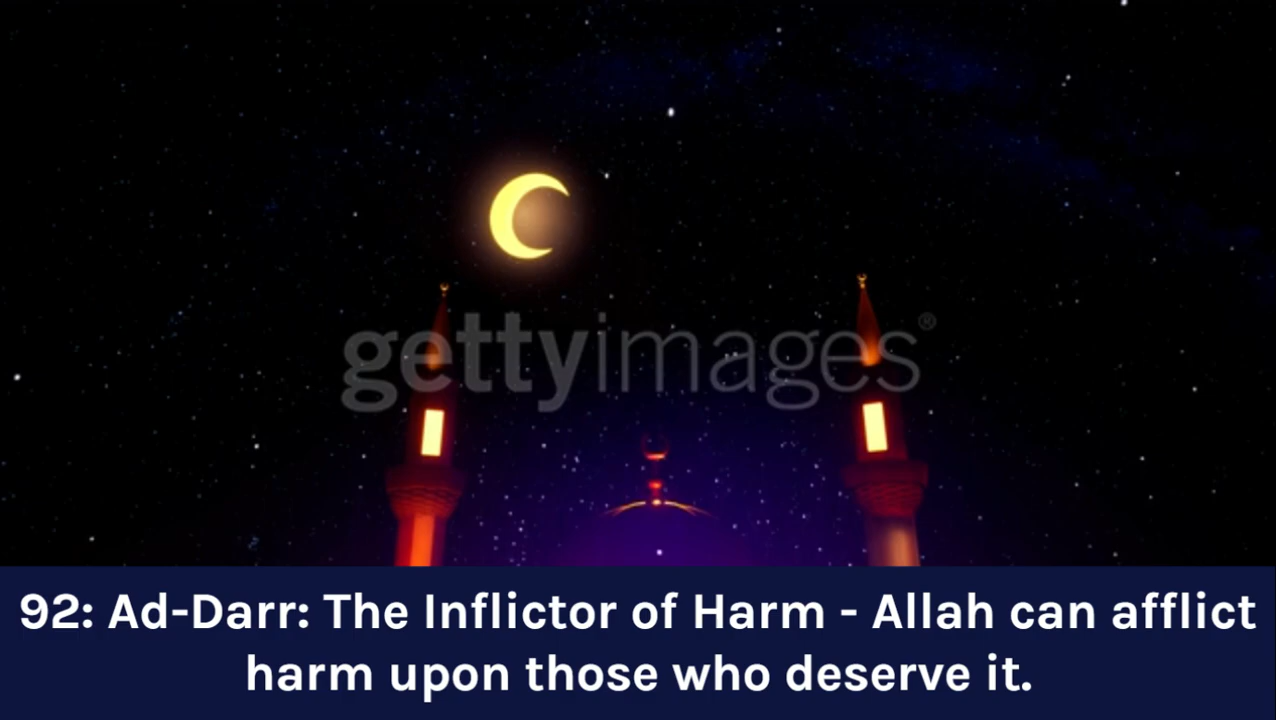 gettyimages®
92: Ad-Darr: The Inflictor of Harm - Allah can afflict
harm upon those who deserve it.